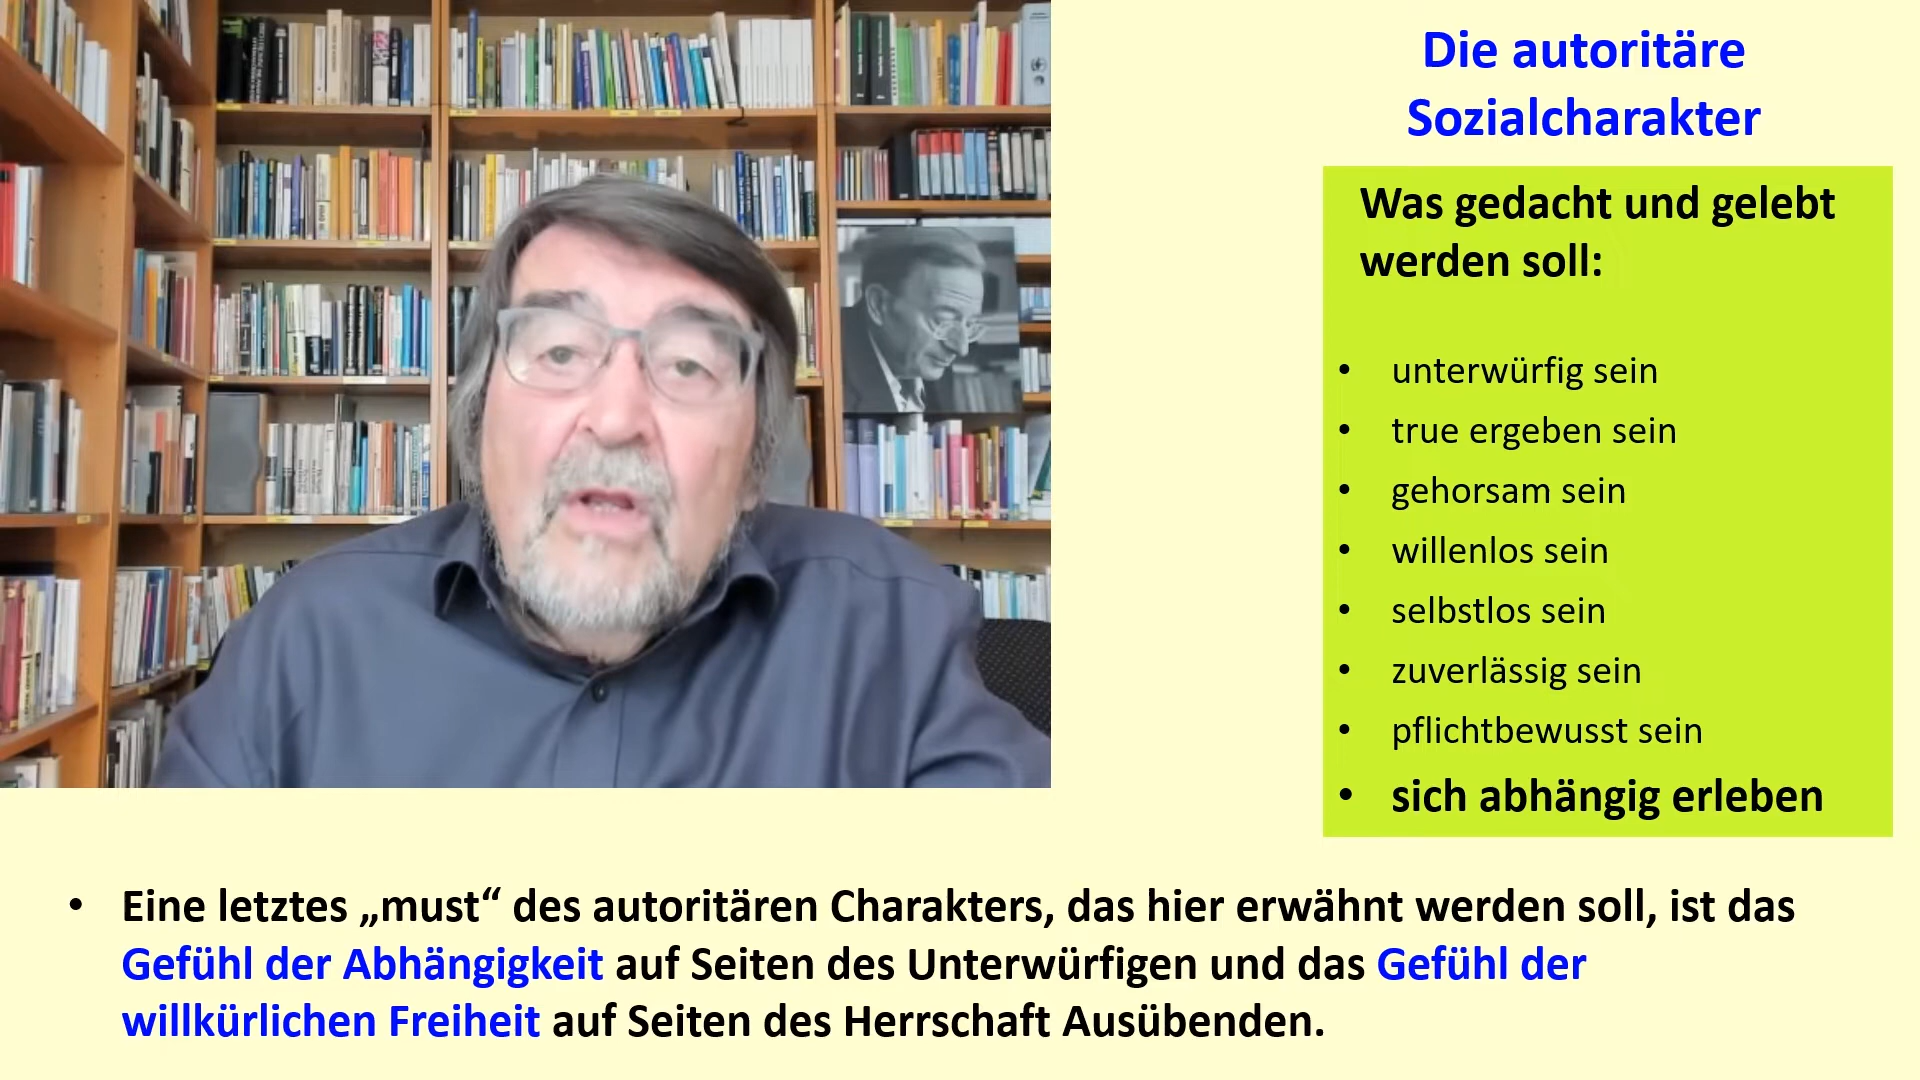 Die autoritäre
Sozialcharakter
Was gedacht und gelebt
werden soll:
• unterwürfig sein
• true ergeben sein
• gehorsam sein
• willenlos sein
• selbstlos sein
• zuverlässig sein
• pflichtbewusst sein
• sich abhängig erleben
• Eine letztes „must“ des autoritären Charakters, das hier erwähnt werden soll, ist das
Gefühl der Abhängigkeit auf Seiten des Unterwürfigen und das Gefühl der
willkürlichen Freiheit auf Seiten des Herrschaft Ausübenden.